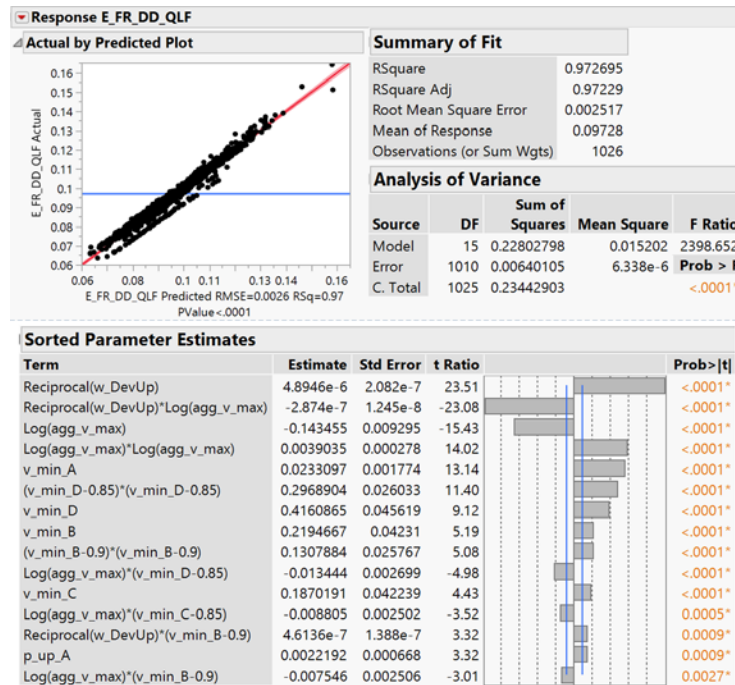 Response E_FR_DD_QLF
Actual by Predicted Plot
E_FR_DD_QLF Actual
0.16
0.15
0.14
0.13
0.12
0.11
0.1
0.09
0.08
0.07
0.06
0.06 0.08 0.1 0.11 0.13 0.14 0.16
E_FR_DD_QLF Predicted RMSE=0.0026 RSq=0.97
PValue<.0001
Summary of Fit
RSquare 0.972695
RSquare Adj 0.97229
Root Mean Square Error 0.002517
Mean of Response 0.09728
Observations (or Sum Wgts) 1026
Analysis of Variance
Sum of
Source DF Squares Mean Square F Ratio
Model 15 0.22802798 0.015202 2398.652
Error 1010 0.00640105 6.338e-6 Prob > F
C. Total 1025 0.23442903 <.0001*
Sorted Parameter Estimates
Term Estimate Std Error t Ratio Prob>|t|
Reciprocal(w_DevUp) 4.8946e-6 2.082e-7 23.51 <.0001*
Reciprocal(w_DevUp)*Log(agg_v_max) -2.874e-7 1.245e-8 -23.08 <.0001*
Log(agg_v_max) -0.143455 0.009295 -15.43 <.0001*
Log(agg_v_max)*Log(agg_v_max) 0.0039035 0.000278 14.02 <.0001*
v_min_A 0.0233097 0.001774 13.14 <.0001*
(v_min_D-0.85)*(v_min_D-0.85) 0.2968904 0.026033 11.40 <.0001*
v_min_D 0.4160865 0.045619 9.12 <.0001*
v_min_B 0.2194667 0.04231 5.19 <.0001*
(v_min_B-0.9)*(v_min_B-0.9) 0.1307884 0.025767 5.08 <.0001*
Log(agg_v_max)*(v_min_D-0.85) -0.013444 0.002699 -4.98 <.0001*
v_min_C 0.1870191 0.042239 4.43 <.0001*
Log(agg_v_max)*(v_min_C-0.85) -0.008805 0.002502 -3.52 0.0005*
Reciprocal(w_DevUp)*(v_min_B-0.9) 4.6136e-7 1.388e-7 3.32 0.0009*
p_up_A 0.0022192 0.000668 3.32 0.0009*
Log(agg_v_max)*(v_min_B-0.9) -0.007546 0.002506 -3.01 0.0027*